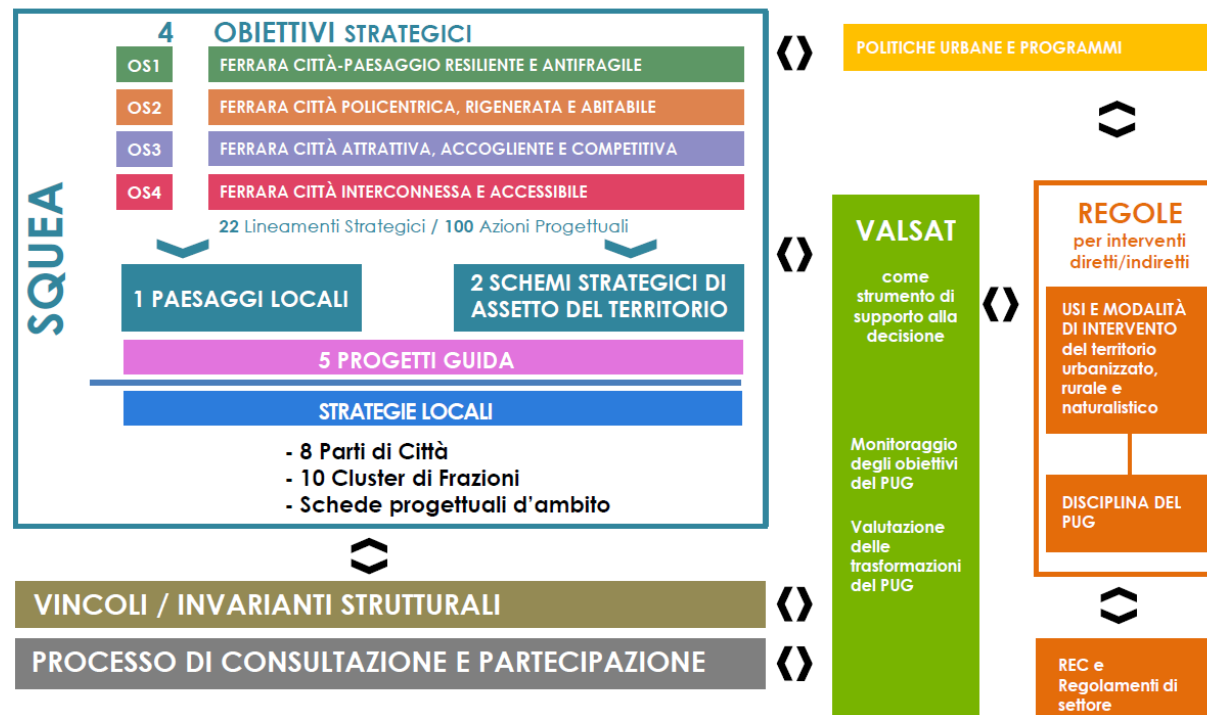 SQUEA
4 OBIETTIVI STRATEGICI
OS1 FERRARA CITTÀ-PAESAGGIO RESILIENTE E ANTIFRAGILE
OS2 FERRARA CITTÀ POLICENTRICA, RIGENERATA E ABITABILE
OS3 FERRARA CITTÀ ATTRATTIVA, ACCOGLIENTE E COMPETITIVA
OS4 FERRARA CITTÀ INTERCONNESSA E ACCESSIBILE
22 Lineamenti Strategici / 100 Azioni Progettuali
1 PAESAGGI LOCALI
2 SCHEMI STRATEGICI DI
ASSETTO DEL TERRITORIO
5 PROGETTI GUIDA
STRATEGIE LOCALI
- 8 Parti di Città
- 10 Cluster di Frazioni
- Schede progettuali d'ambito
VINCOLI / INVARIANTI STRUTTURALI
PROCESSO DI CONSULTAZIONE E PARTECIPAZIONE
POLITICHE URBANE E PROGRAMMI
VALSAT
come
strumento di
supporto alla
decisione
Monitoraggio
degli obiettivi
del PUG
Valutazione
delle
trasformazioni
del PUG
REGOLE
per interventi
diretti/indiretti
USI E MODALITÀ
DI INTERVENTO
del territorio
urbanizzato,
rurale e
naturalistico
DISCIPLINA DEL
PUG
REC e
Regolamenti di
settore